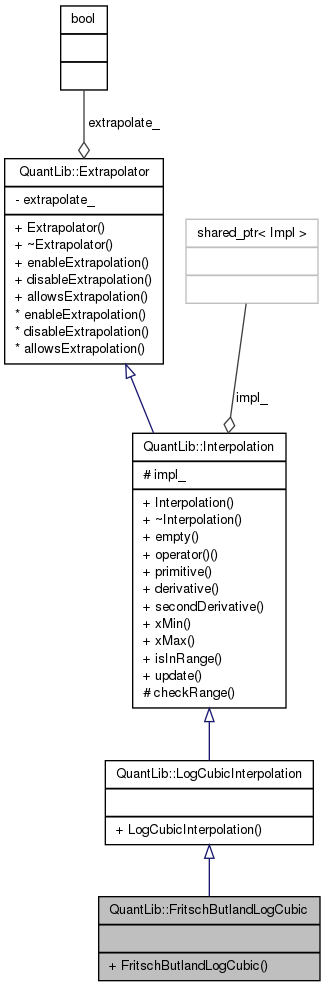 bool
extrapolate_
QuantLib::Extrapolator
- extrapolate_
+ Extrapolator()
+ ~Extrapolator()
+ enableExtrapolation()
+ disableExtrapolation()
+ allowsExtrapolation()
* enableExtrapolation()
* disableExtrapolation()
* allowsExtrapolation()
shared_ptr< Impl >
impl_
QuantLib::Interpolation
# impl_
+ Interpolation()
+ ~Interpolation()
+ empty()
+ operator()()
+ primitive()
+ derivative()
+ secondDerivative()
+ xMin()
+ xMax()
+ isInRange()
+ update()
# checkRange()
QuantLib::LogCubicInterpolation
+ LogCubicInterpolation()
QuantLib::FritschButlandLogCubic
+ FritschButlandLogCubic()